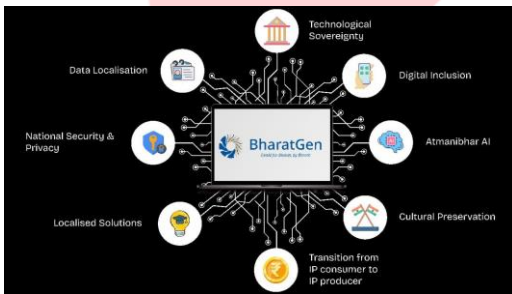 Technological
Sovereignty
Data Localisation
Digital Inclusion
National Security &
Privacy
BharatGen
Atmanibhar AI
Localised Solutions
Cultural Preservation
Transition from
IP consumer to
IP producer